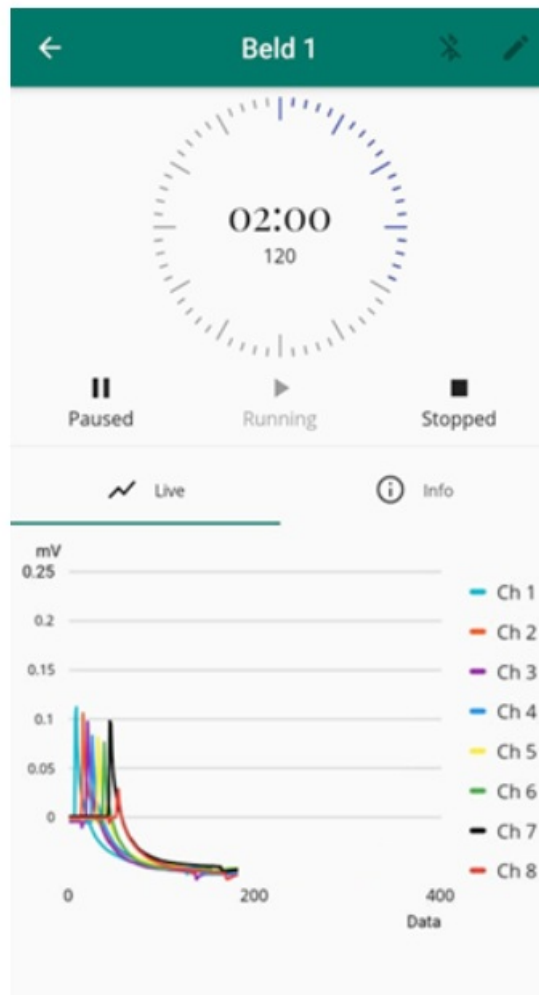 Beld 1
02:00
120
Paused Running Stopped
Live Info
mV
0.25
0.2
0.15
0.1
0.05
0
0 200 400
Data
Ch 1
Ch 2
Ch 3
Ch 4
Ch 5
Ch 6
Ch 7
Ch 8